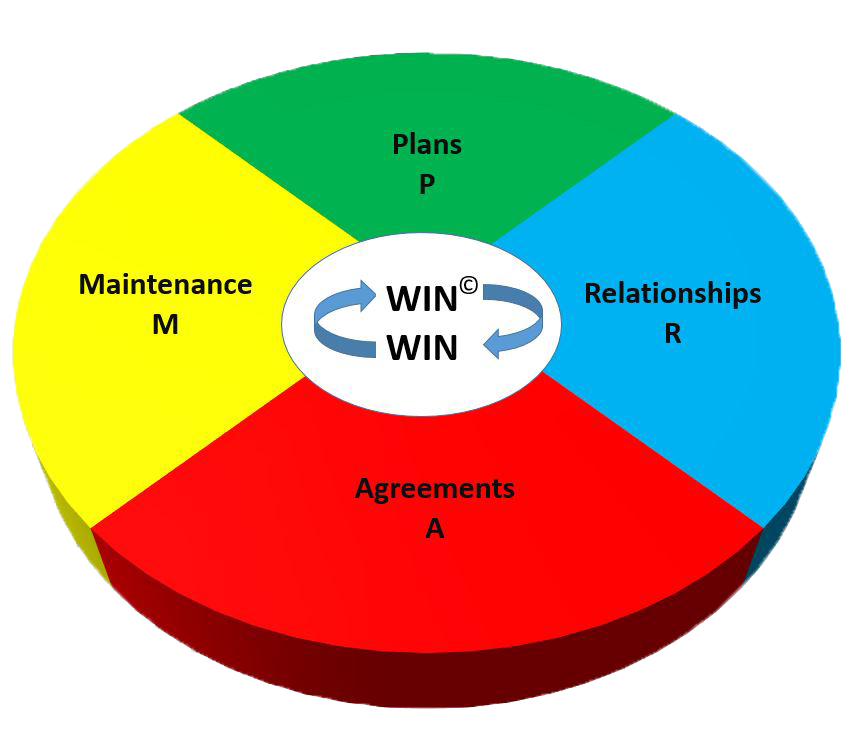 Plans
P
Maintenance
M
WIN©
WIN
Relationships
R
Agreements
A